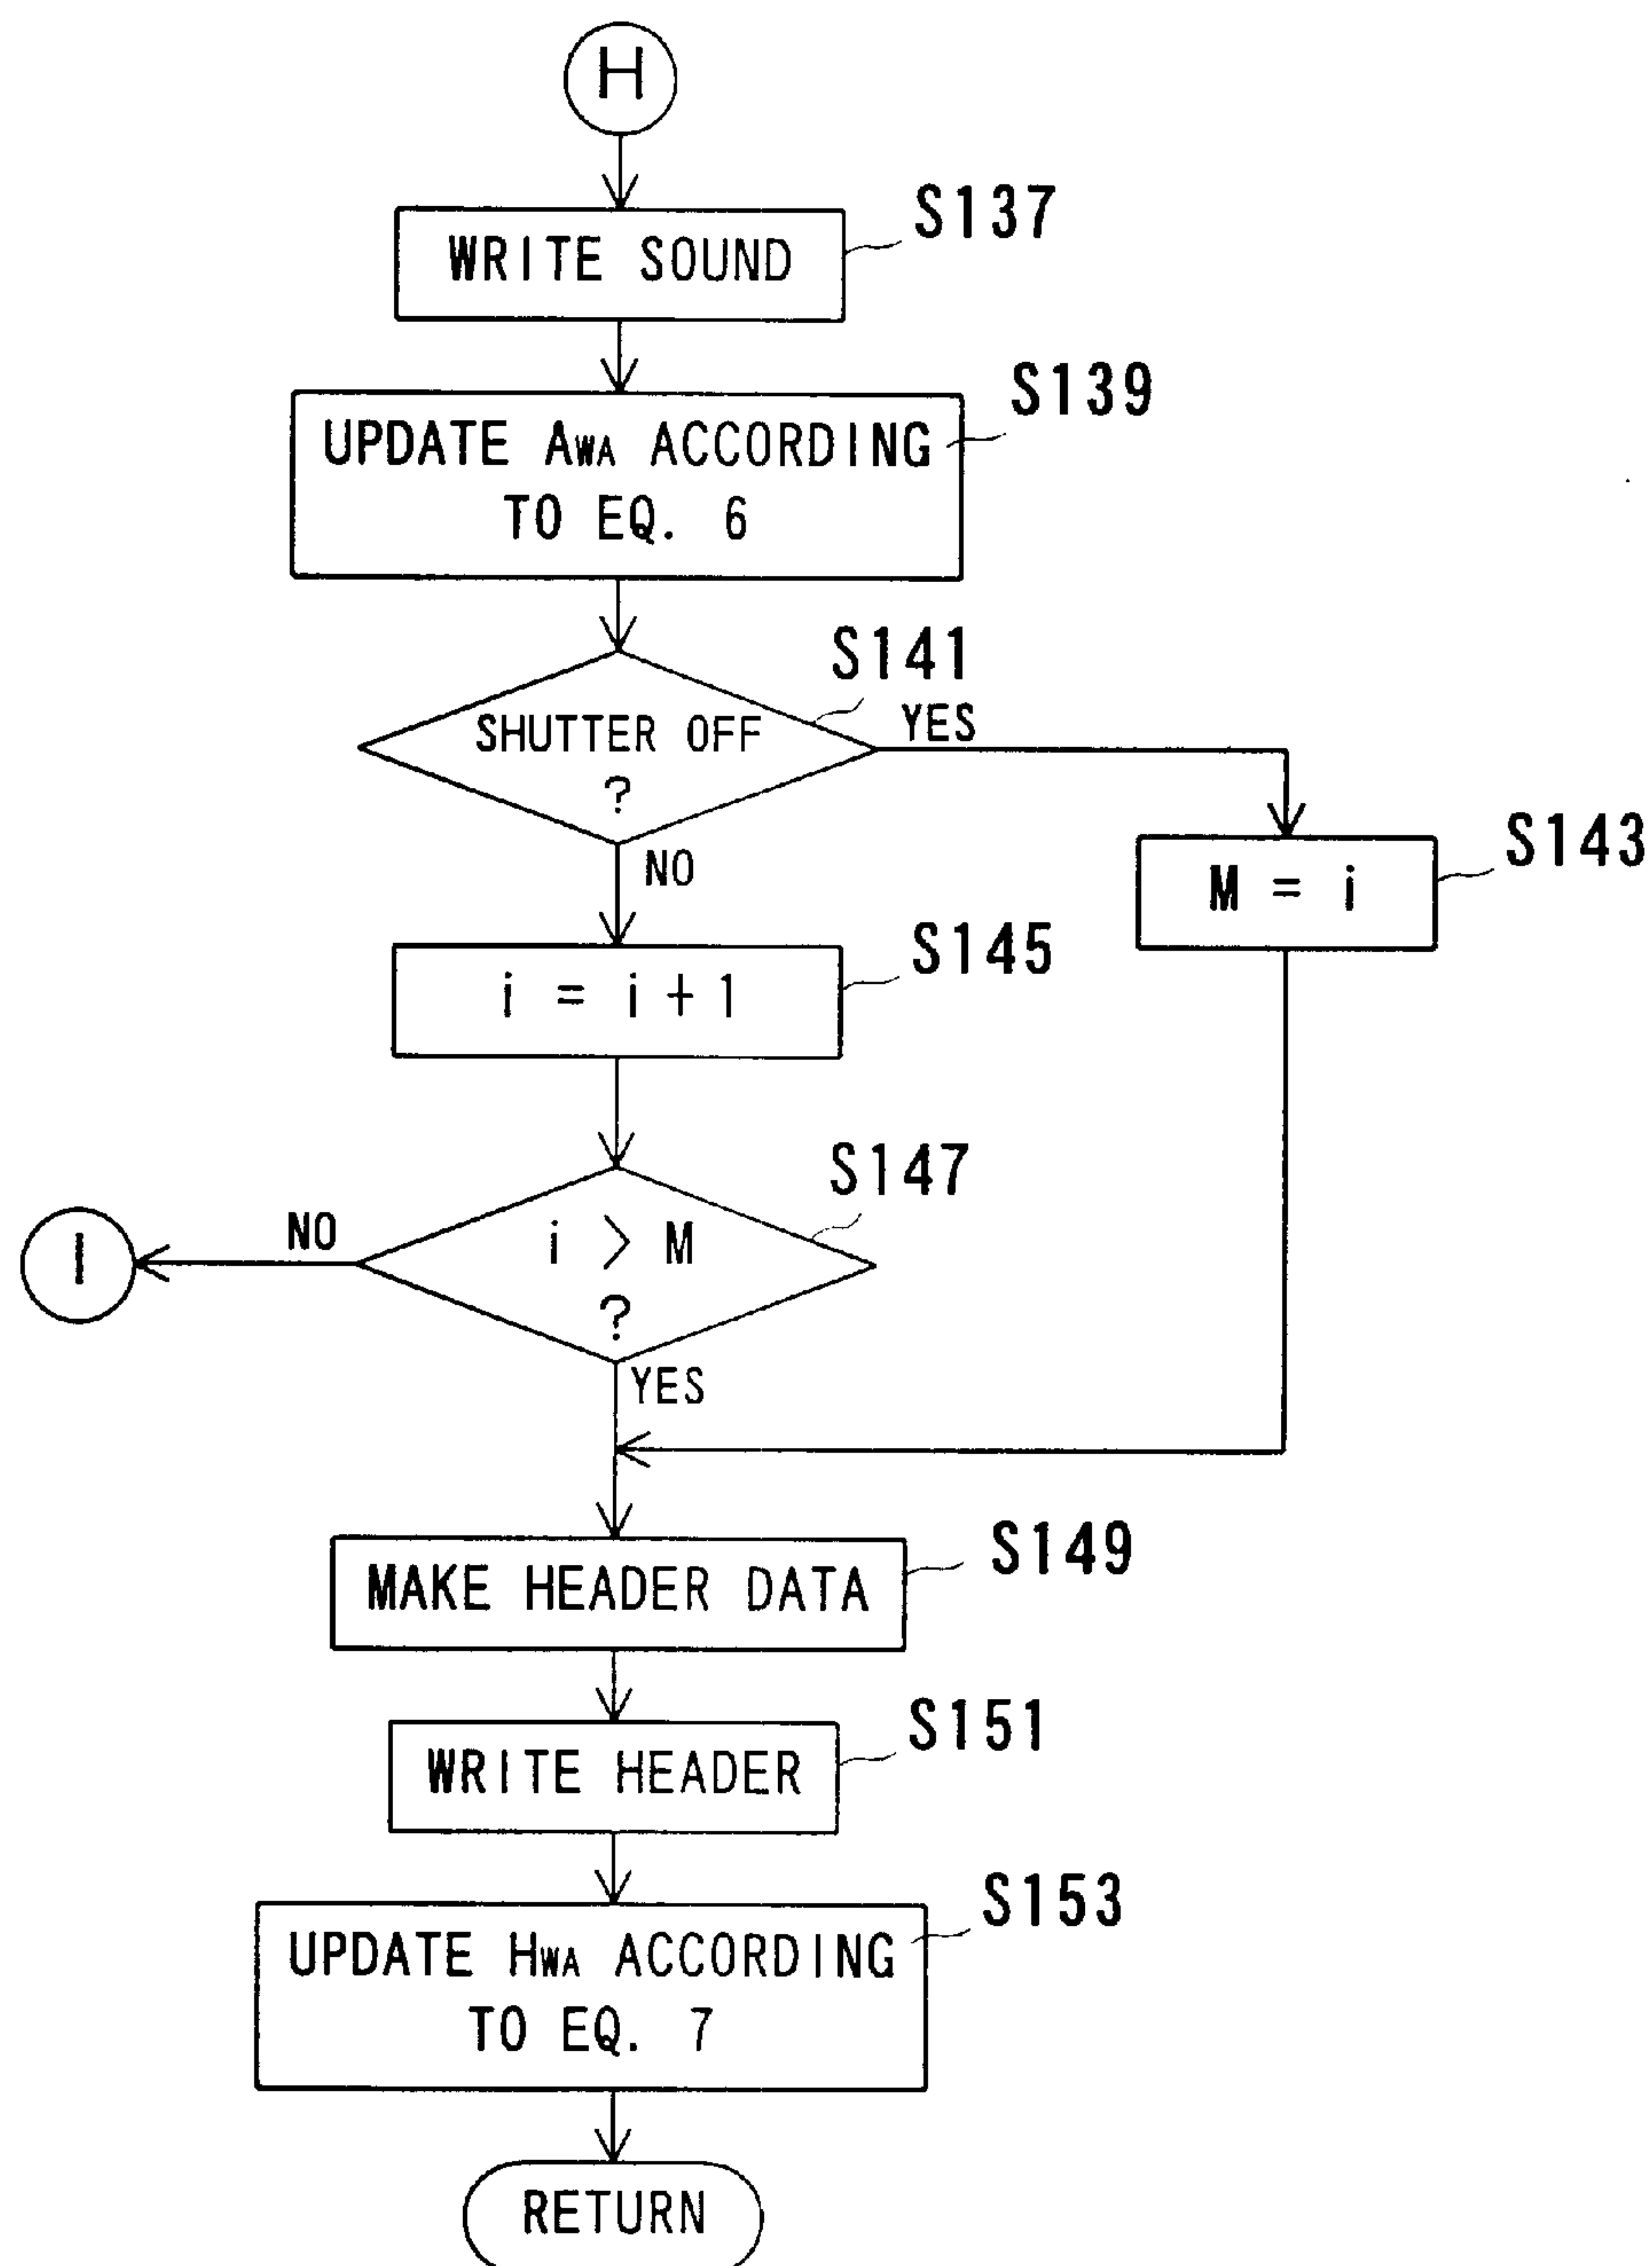 H
S137
WRITE SOUND
S139
UPDATE AWA ACCORDING
TO EQ. 6
S141
SHUTTER OFF
?
YES
NO
S143
M = i
S145
i = i + 1
S147
i > M
?
NO
I
YES
S149
MAKE HEADER DATA
S151
WRITE HEADER
S153
UPDATE HWA ACCORDING
TO EQ. 7
RETURN